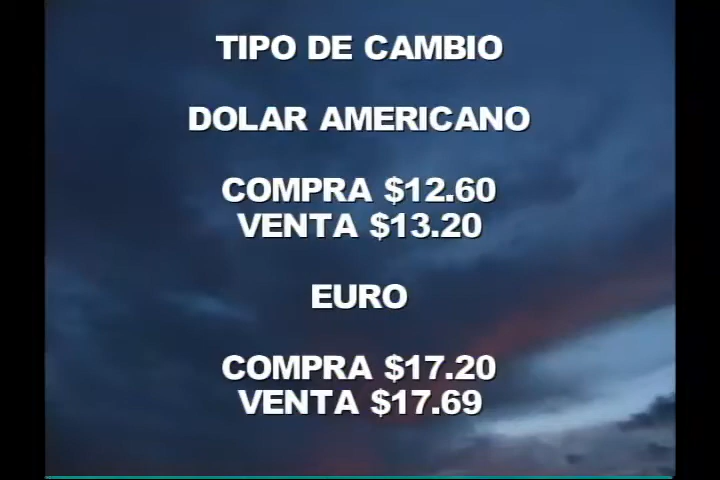 TIPO DE CAMBIO
DOLAR AMERICANO
COMPRA $12.60
VENTA $13.20
EURO
COMPRA $17.20
VENTA $17.69